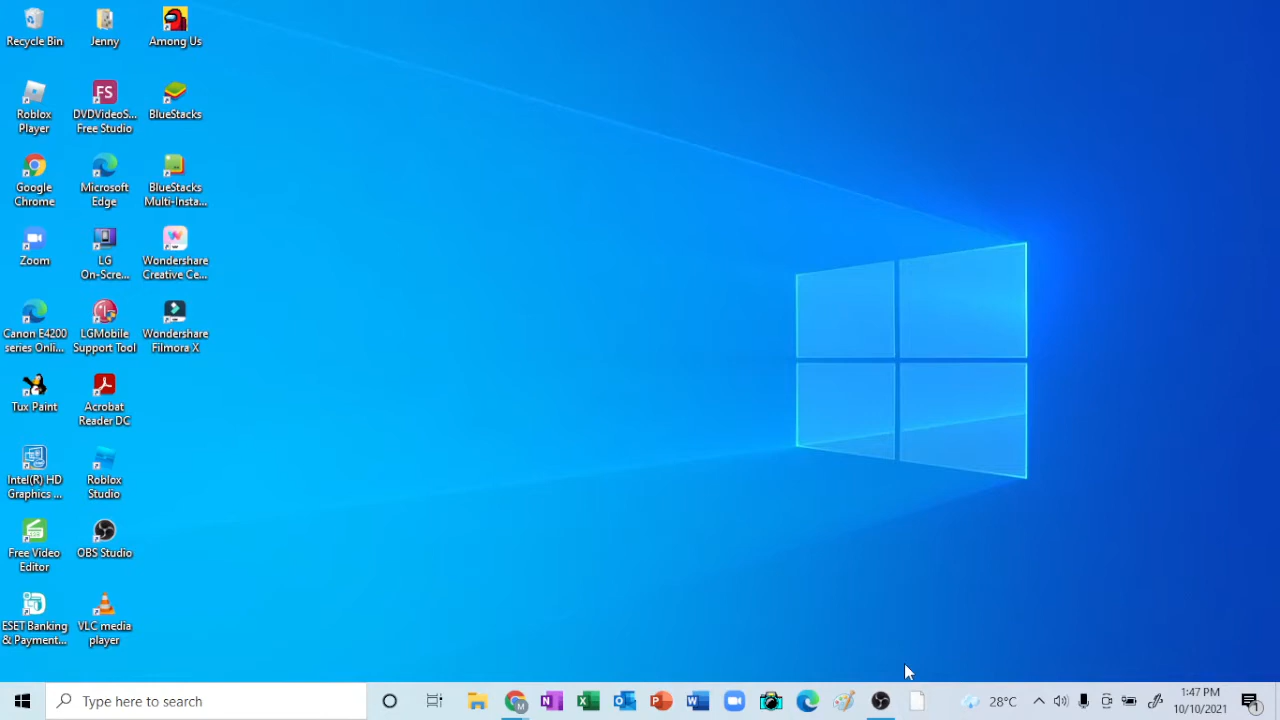 Recycle Bin
Jenny
Among Us
Roblox
Player
FS
DVDVideoS...
Free Studio
BlueStacks
Google
Chrome
Microsoft
Edge
BlueStacks
Multi-Insta...
Zoom
LG
On-Scre...
Wondershare
Creative Ce...
Canon E4200
series Onli...
LGMobile
Support Tool
Wondershare
Filmora X
Tux Paint
Acrobat
Reader DC
Intel(R) HD
Graphics ...
Roblox
Studio
Free Video
Editor
OBS Studio
ESET Banking
& Payment...
VLC media
player
Type here to search
28°C
1:47 PM
10/10/2021
1